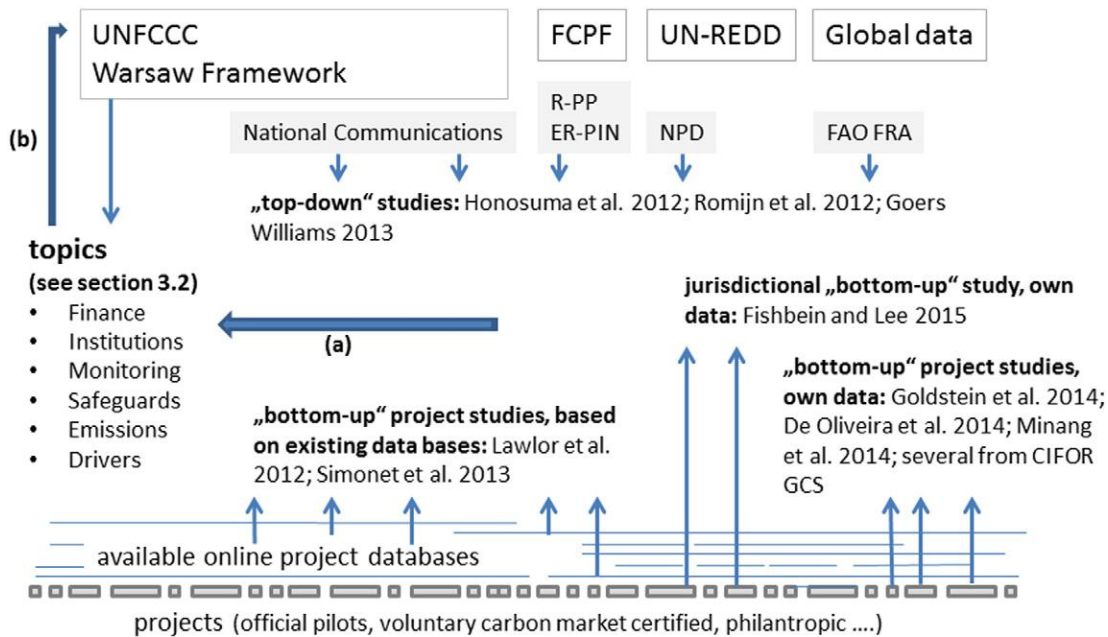 UNFCCC
Warsaw Framework
FCPF
UN-REDD
Global data
(b)
National Communications
R-PP
ER-PIN
NPD
FAO FRA
„top-down“ studies: Honosuma et al. 2012; Romijn et al. 2012; Goers
Williams 2013
topics
(see section 3.2)
• Finance
• Institutions
• Monitoring
• Safeguards
• Emissions
• Drivers
(a)
jurisdictional „bottom-up“ study, own
data: Fishbein and Lee 2015
„bottom-up“ project studies, based
on existing data bases: Lawlor et al.
2012; Simonet et al. 2013
„bottom-up“ project studies,
own data: Goldstein et al. 2014;
De Oliveira et al. 2014; Minang
et al. 2014; several from CIFOR
GCS
available online project databases
projects (official pilots, voluntary carbon market certified, philantropic ....)